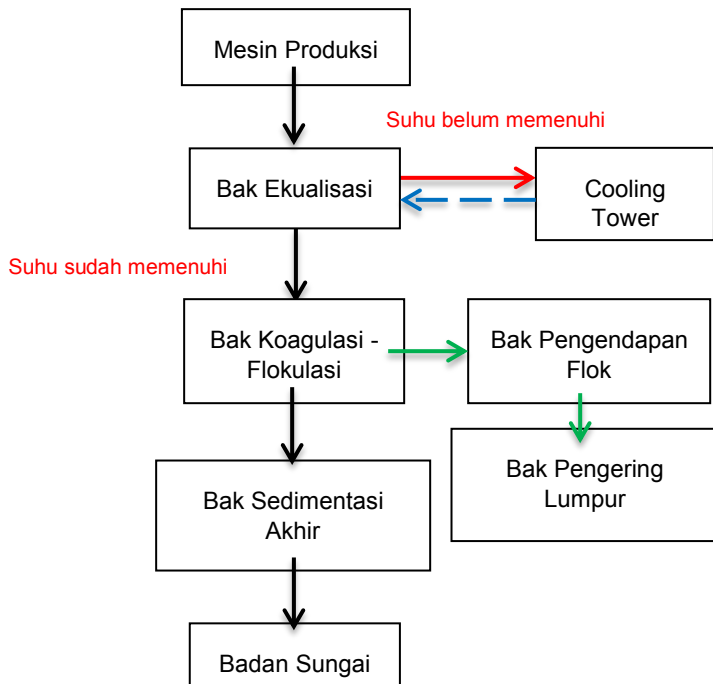 Mesin Produksi
Suhu belum memenuhi
Bak Ekualisasi
Cooling
Tower
Suhu sudah memenuhi
Bak Koagulasi -
Flokulasi
Bak Pengendapan
Flok
Bak Pengering
Lumpur
Bak Sedimentasi
Akhir
Badan Sungai